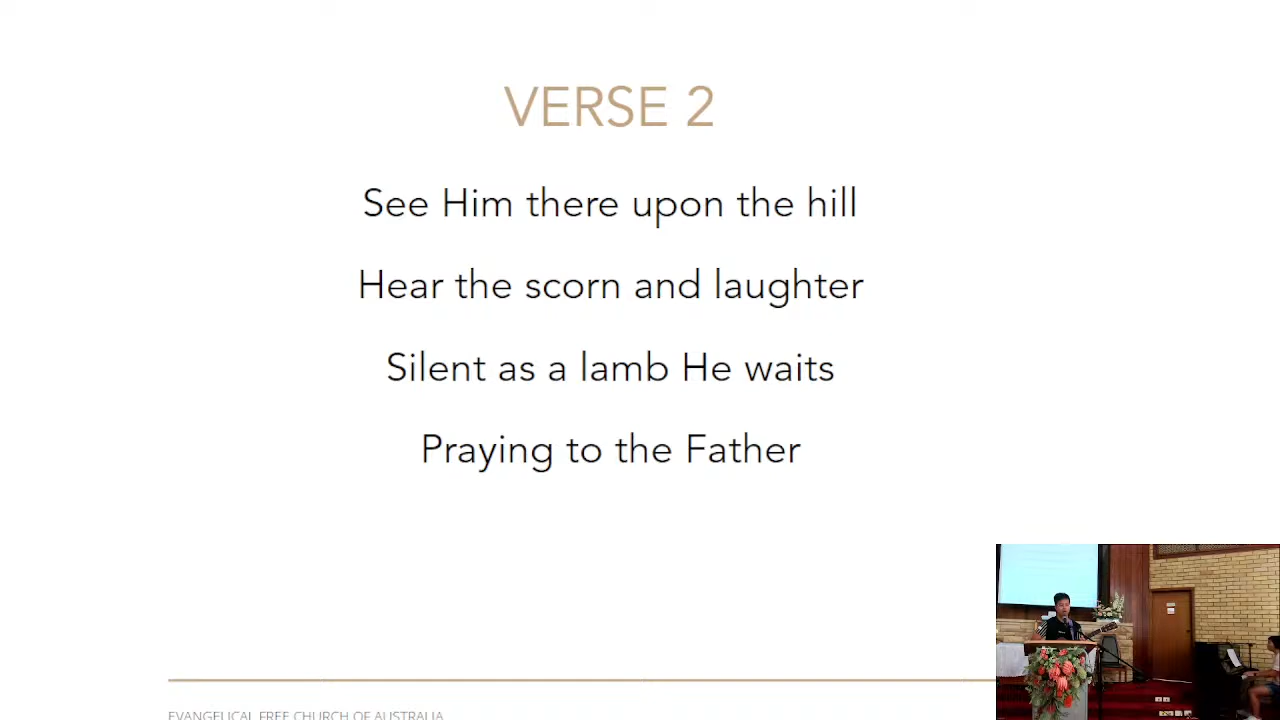 VERSE 2
See Him there upon the hill
Hear the scorn and laughter
Silent as a lamb He waits
Praying to the Father
EVANGELICAL FREE CHURCH OF AUSTRALIA